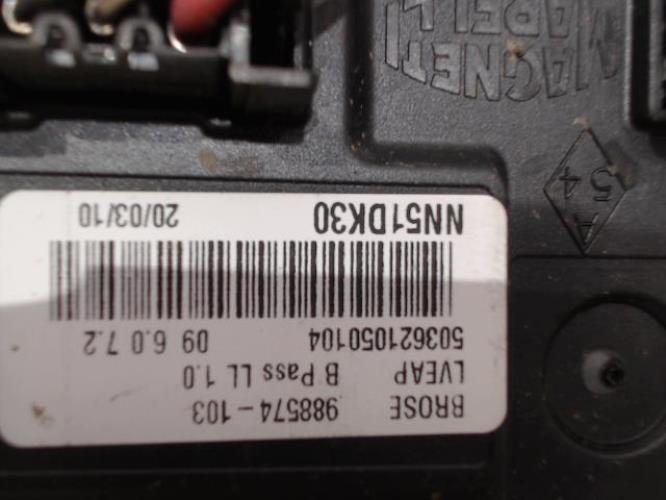 BROSE 988574-103
LVEAP B Pass LL 1.0
503621050104 09 6.0 7.2
NN51DK30 20/03/10
A
54
MAGNETI
MARELLI